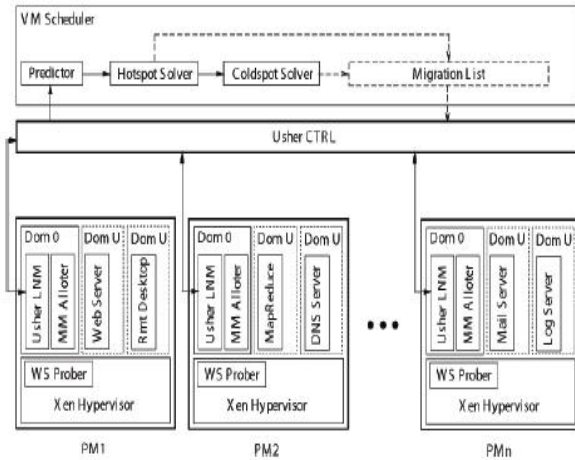 VM Scheduler
Predictor
Hotspot Solver
Coldspot Solver
Migration List
Usher CTRL
Dom 0
Usher LNM
MM Alloter
Dom U
Web Server
Dom U
Rmt Desktop
WS Prober
Xen Hypervisor
PM1
Dom 0
Usher LNM
MM Alloter
Dom U
MapReduce
Dom U
DNS Server
WS Prober
Xen Hypervisor
PM2
Dom 0
Usher LNM
MM Alloter
Dom U
Mail Server
Dom U
Log Server
WS Prober
Xen Hypervisor
PMn